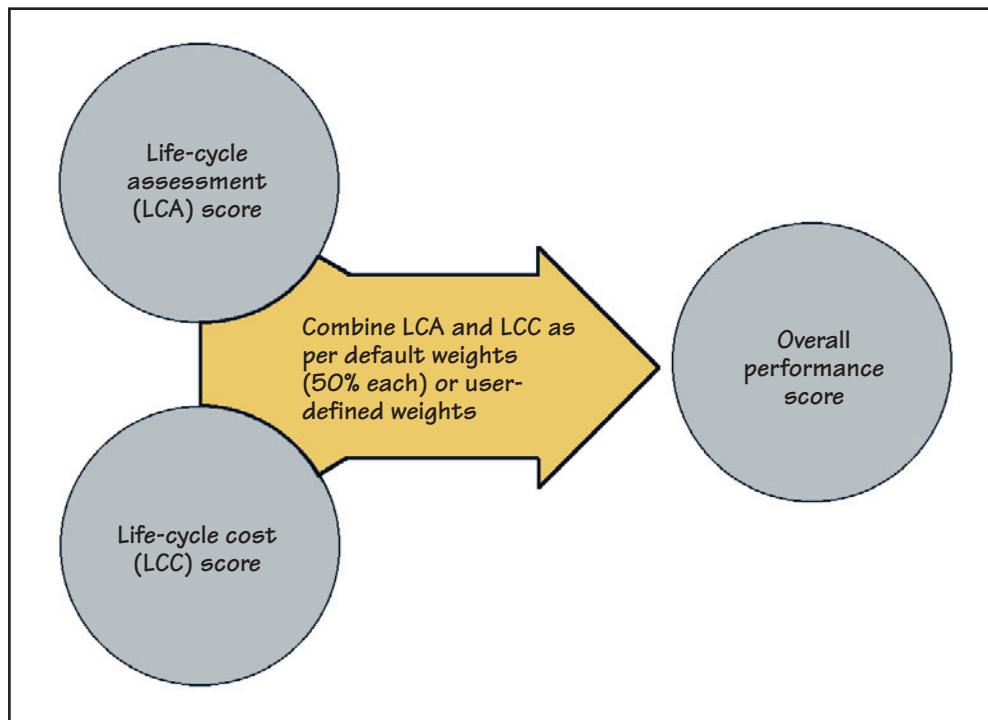 Life-cycle
assessment
(LCA) score
Combine LCA and LCC as
per default weights
(50% each) or user-
defined weights
Overall
performance
score
Life-cycle cost
(LCC) score